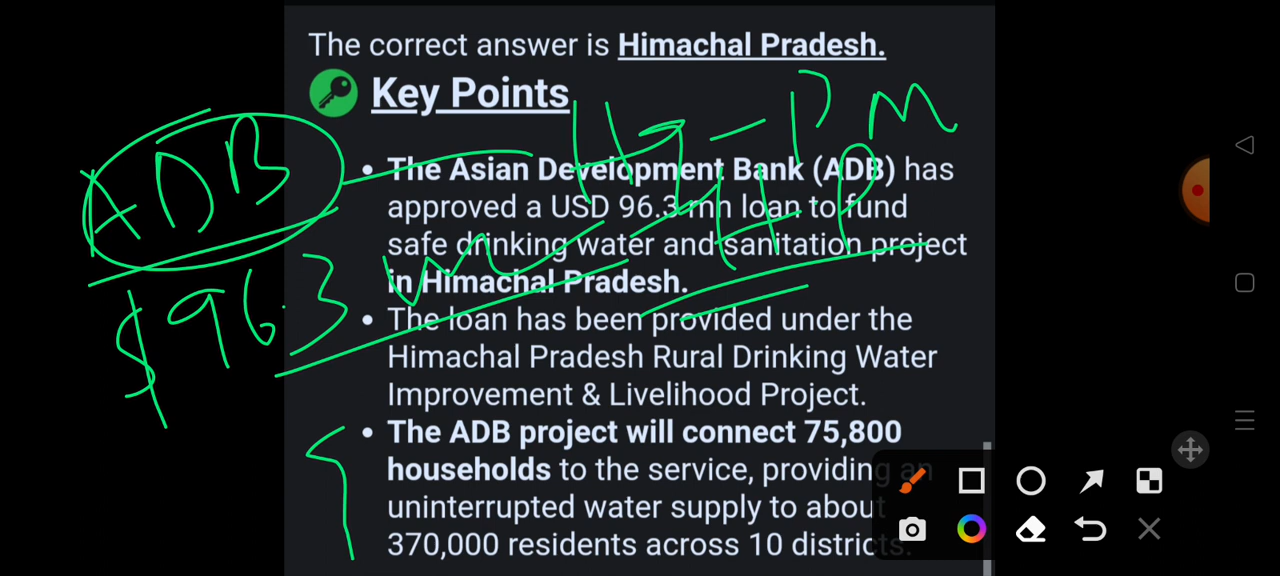 The correct answer is Himachal Pradesh.
Key Points
• The Asian Development Bank (ADB) has
approved a USD 96.3 mn loan to fund
safe drinking water and sanitation project
in Himachal Pradesh.
• The loan has been provided under the
Himachal Pradesh Rural Drinking Water
Improvement & Livelihood Project.
• The ADB project will connect 75,800
households to the service, providing an
uninterrupted water supply to about
370,000 residents across 10 districts.
ADB
$96.3 m
HP